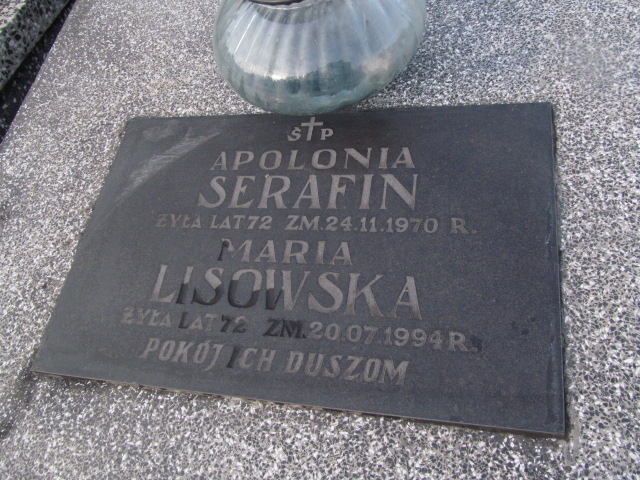 Ś P
APOLONIA
SERAFIN
ŻYŁA LAT 72 ZM. 24.11.1970 R.
MARIA
LISOWSKA
ŻYŁA LAT 72 ZM. 20.07.1994 R.
POKÓJ ICH DUSZOM